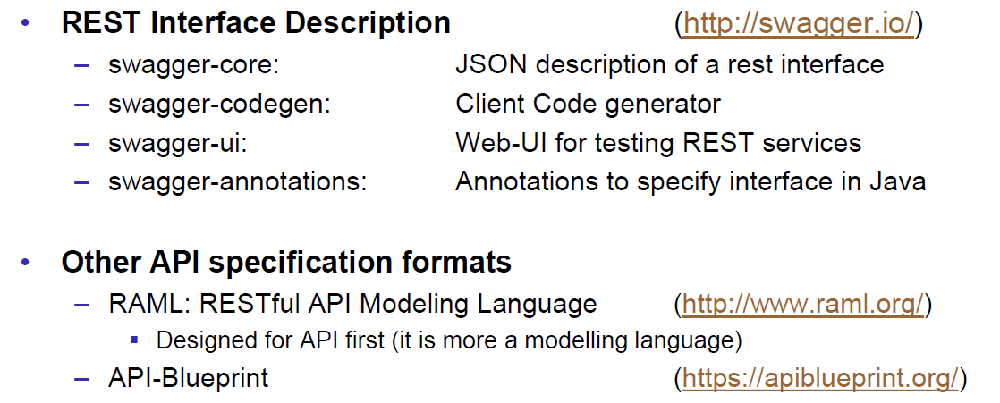 • REST Interface Description (http://swagger.io/)
– swagger-core: JSON description of a rest interface
– swagger-codegen: Client Code generator
– swagger-ui: Web-UI for testing REST services
– swagger-annotations: Annotations to specify interface in Java
• Other API specification formats
– RAML: RESTful API Modeling Language (http://www.raml.org/)
▪ Designed for API first (it is more a modelling language)
– API-Blueprint (https://apiblueprint.org/)